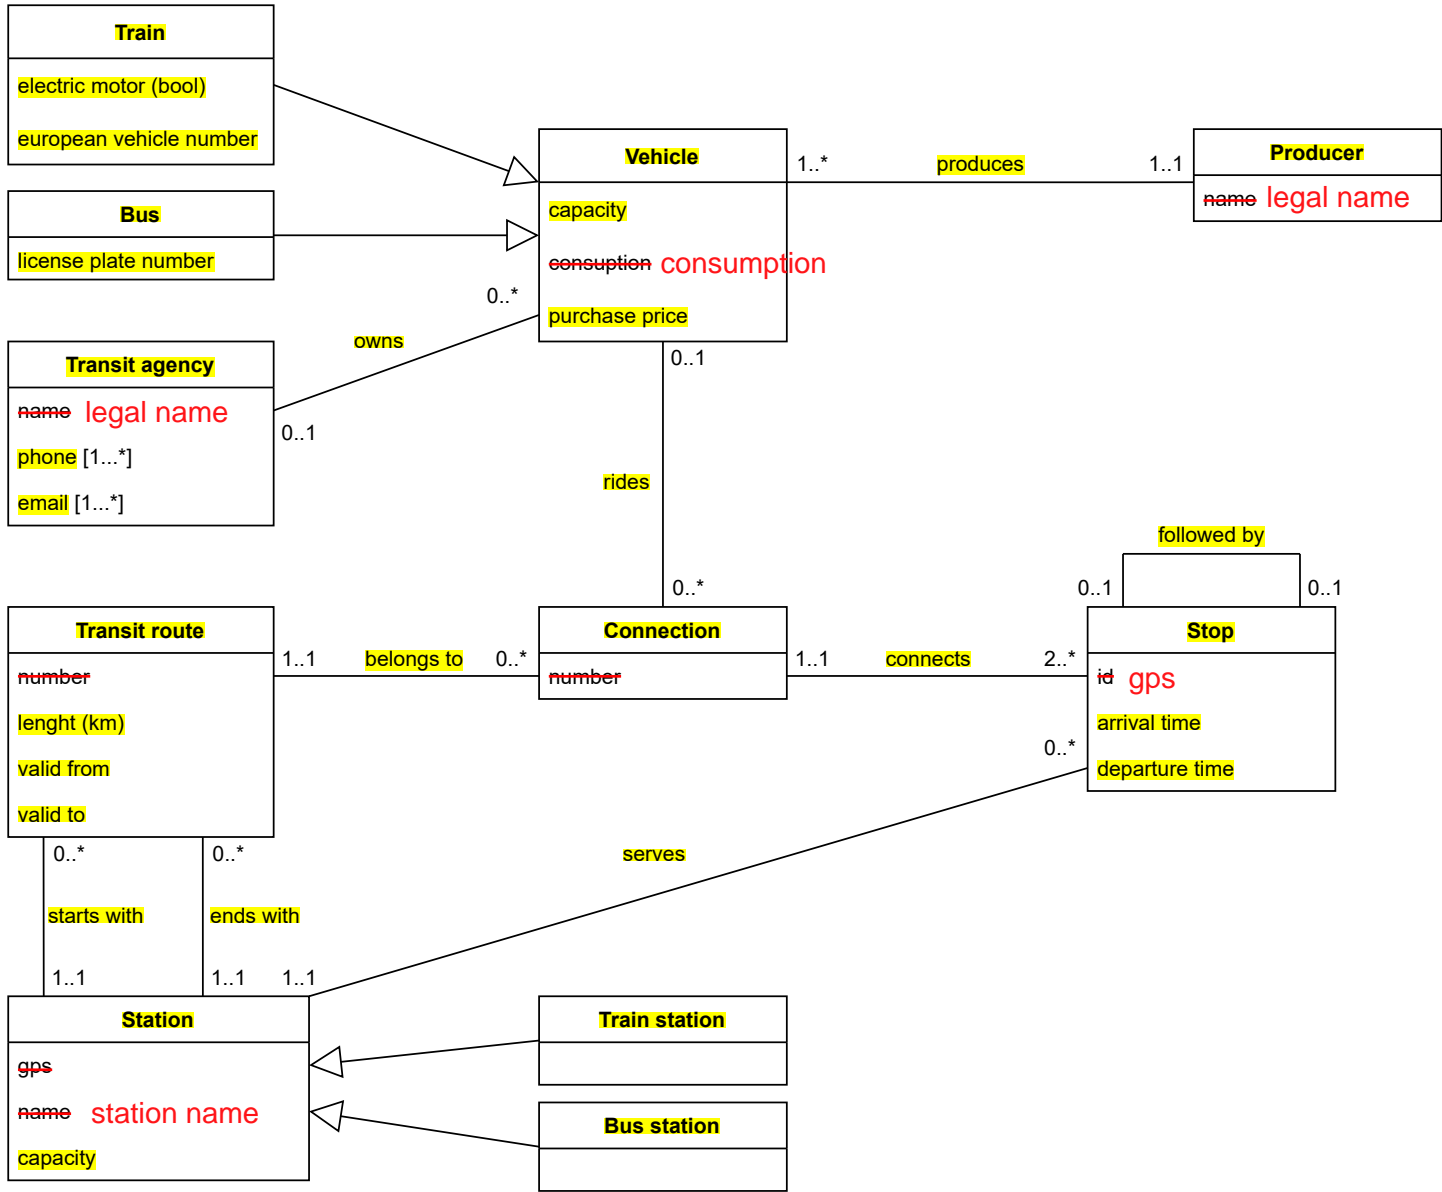 Train
electric motor (bool)
european vehicle number
Bus
license plate number
Transit agency
name legal name
phone [1...*]
email [1...*]
Vehicle
capacity
consuption consumption
purchase price
1..* produces 1..1
Producer
name legal name
0..*
owns
0..1
0..1
rides
0..*
followed by
0..1 0..1
Transit route
number
lenght (km)
valid from
valid to
1..1 belongs to 0..*
Connection
number
1..1 connects 2..*
Stop
id gps
arrival time
departure time
0..*
serves
1..1
0..* 0..*
starts with ends with
1..1 1..1
Station
gps
name station name
capacity
Train station
Bus station